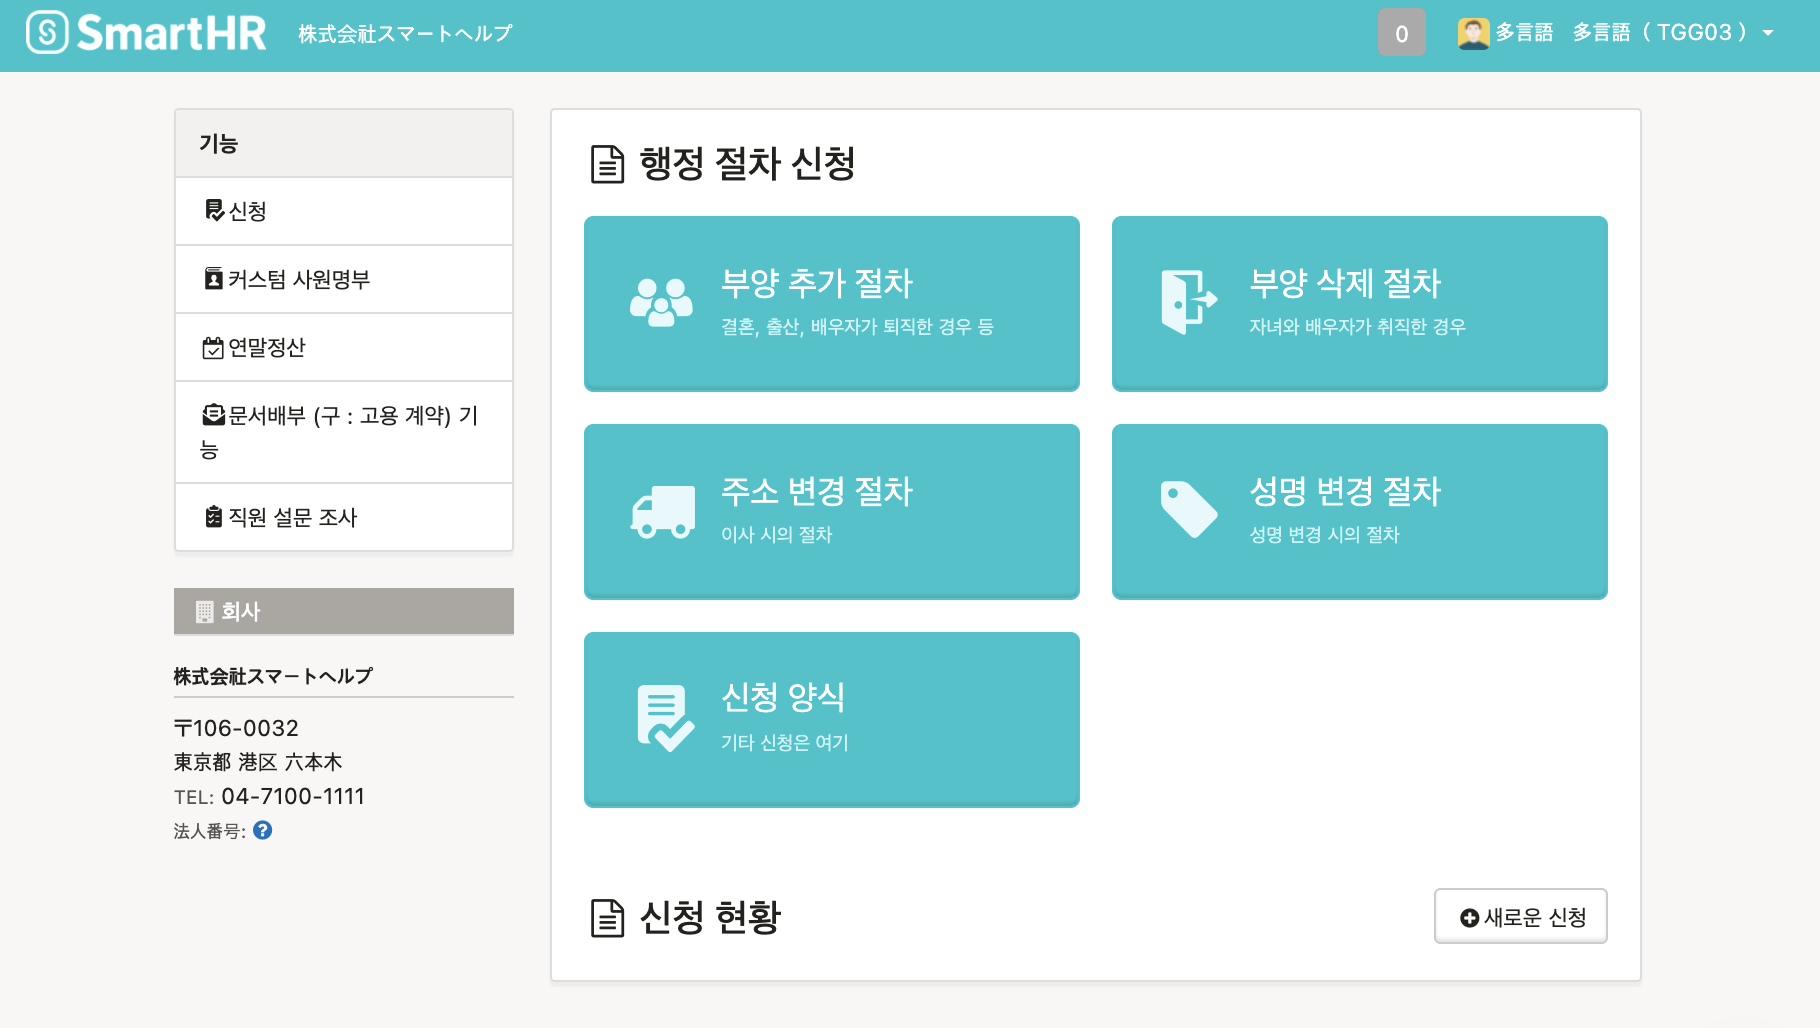 SmartHR 株式会社スマートヘルプ
0 多言語 多言語（TGG03）
기능
신청
커스텀 사원명부
연말정산
문서배부 (구 : 고용 계약) 기
능
직원 설문 조사
회사
株式会社スマートヘルプ
〒106-0032
東京都 港区 六本木
TEL: 04-7100-1111
法人番号: ?
행정 절차 신청
부양 추가 절차
결혼, 출산, 배우자가 퇴직한 경우 등
부양 삭제 절차
자녀와 배우자가 취직한 경우
주소 변경 절차
이사 시의 절차
성명 변경 절차
성명 변경 시의 절차
신청 양식
기타 신청은 여기
신청 현황
새로운 신청